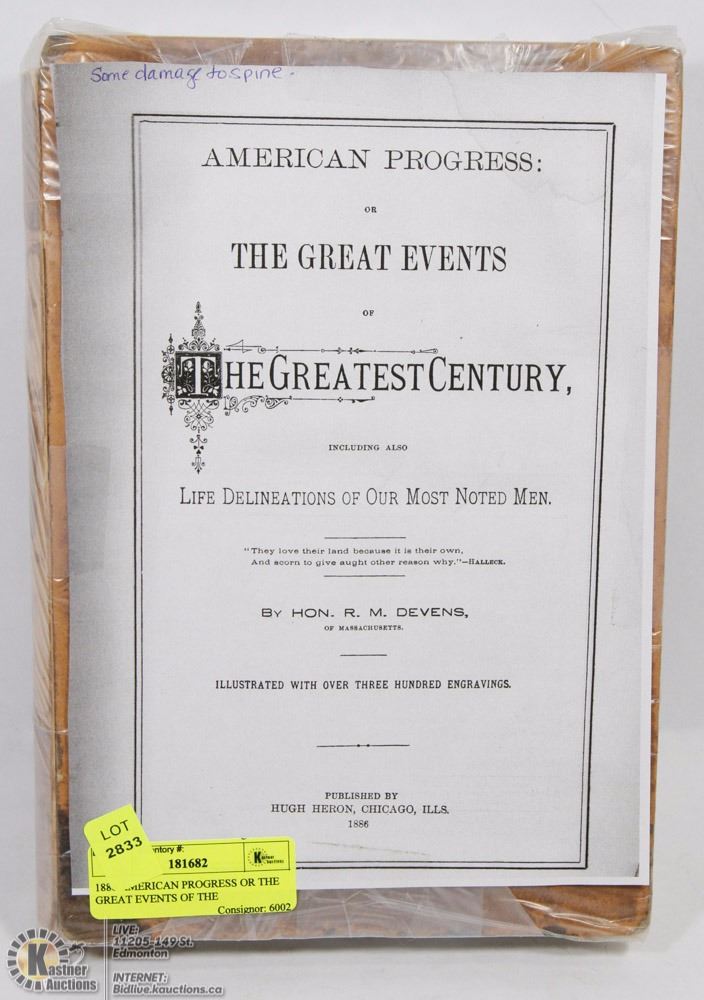 Some damage to spine.
AMERICAN PROGRESS:
OR
THE GREAT EVENTS
OF
THE GREATEST CENTURY,
INCLUDING ALSO
LIFE DELINEATIONS OF OUR MOST NOTED MEN.
"They love their land because it is their own,
And scorn to give aught other reason why."—HALLECK.
BY HON. R. M. DEVENS,
OF MASSACHUSETTS.
ILLUSTRATED WITH OVER THREE HUNDRED ENGRAVINGS.
PUBLISHED BY
HUGH HERON, CHICAGO, ILLS.
1886
LOT
2833
entory #:
181682
Kastner
Auctions
188 AMERICAN PROGRESS OR THE
GREAT EVENTS OF THE
Consignor: 6002
LIVE:
11205-149 St.
Edmonton
INTERNET:
Bidlive.kauctions.ca
Kastner
Auctions